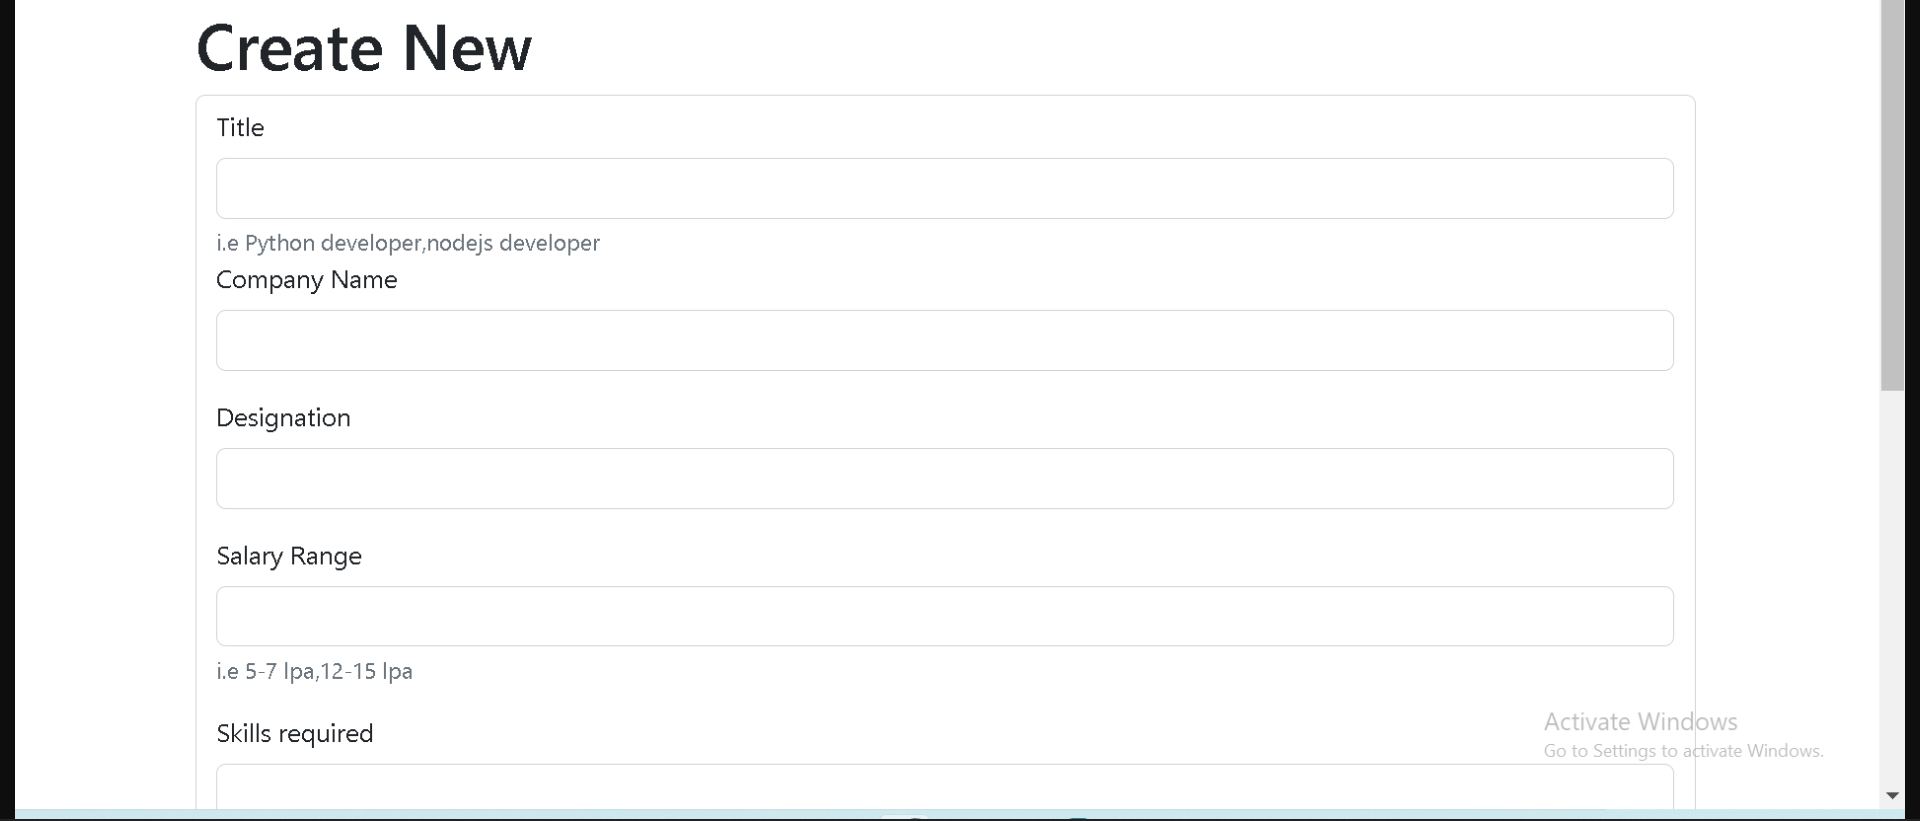 Create New
Title
i.e Python developer,nodejs developer
Company Name
Designation
Salary Range
i.e 5-7 lpa,12-15 lpa
Skills required
Activate Windows
Go to Settings to activate Windows.